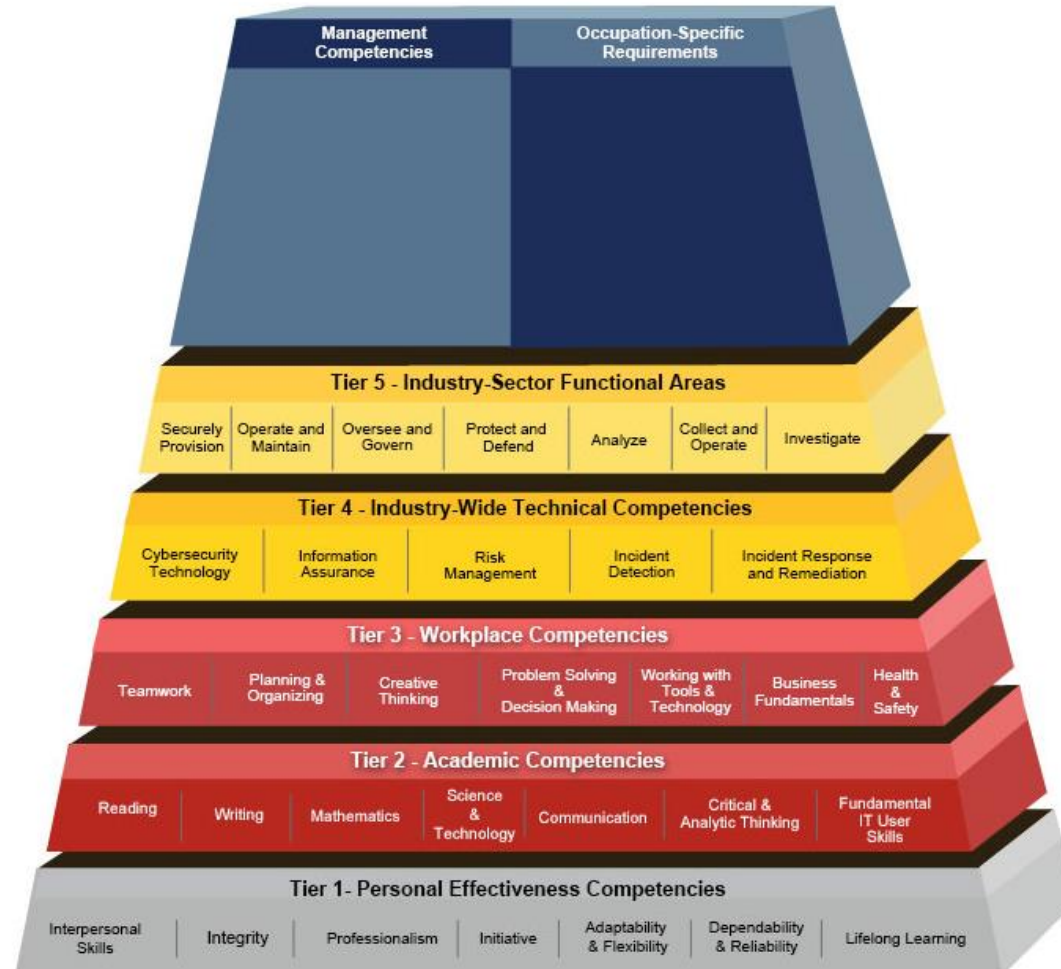 Management
Competencies
Occupation-Specific
Requirements
Tier 5 - Industry-Sector Functional Areas
Securely
Provision
Operate and
Maintain
Oversee and
Govern
Protect and
Defend
Analyze
Collect and
Operate
Investigate
Tier 4 - Industry-Wide Technical Competencies
Cybersecurity
Technology
Information
Assurance
Risk
Management
Incident
Detection
Incident Response
and Remediation
Tier 3 - Workplace Competencies
Teamwork
Planning &
Organizing
Creative
Thinking
Problem Solving
&
Decision Making
Working with
Tools &
Technology
Business
Fundamentals
Health
&
Safety
Tier 2 - Academic Competencies
Reading
Writing
Mathematics
Science
&
Technology
Communication
Critical &
Analytic Thinking
Fundamental
IT User
Skills
Tier 1- Personal Effectiveness Competencies
Interpersonal
Skills
Integrity
Professionalism
Initiative
Adaptability
& Flexibility
Dependability
& Reliability
Lifelong Learning